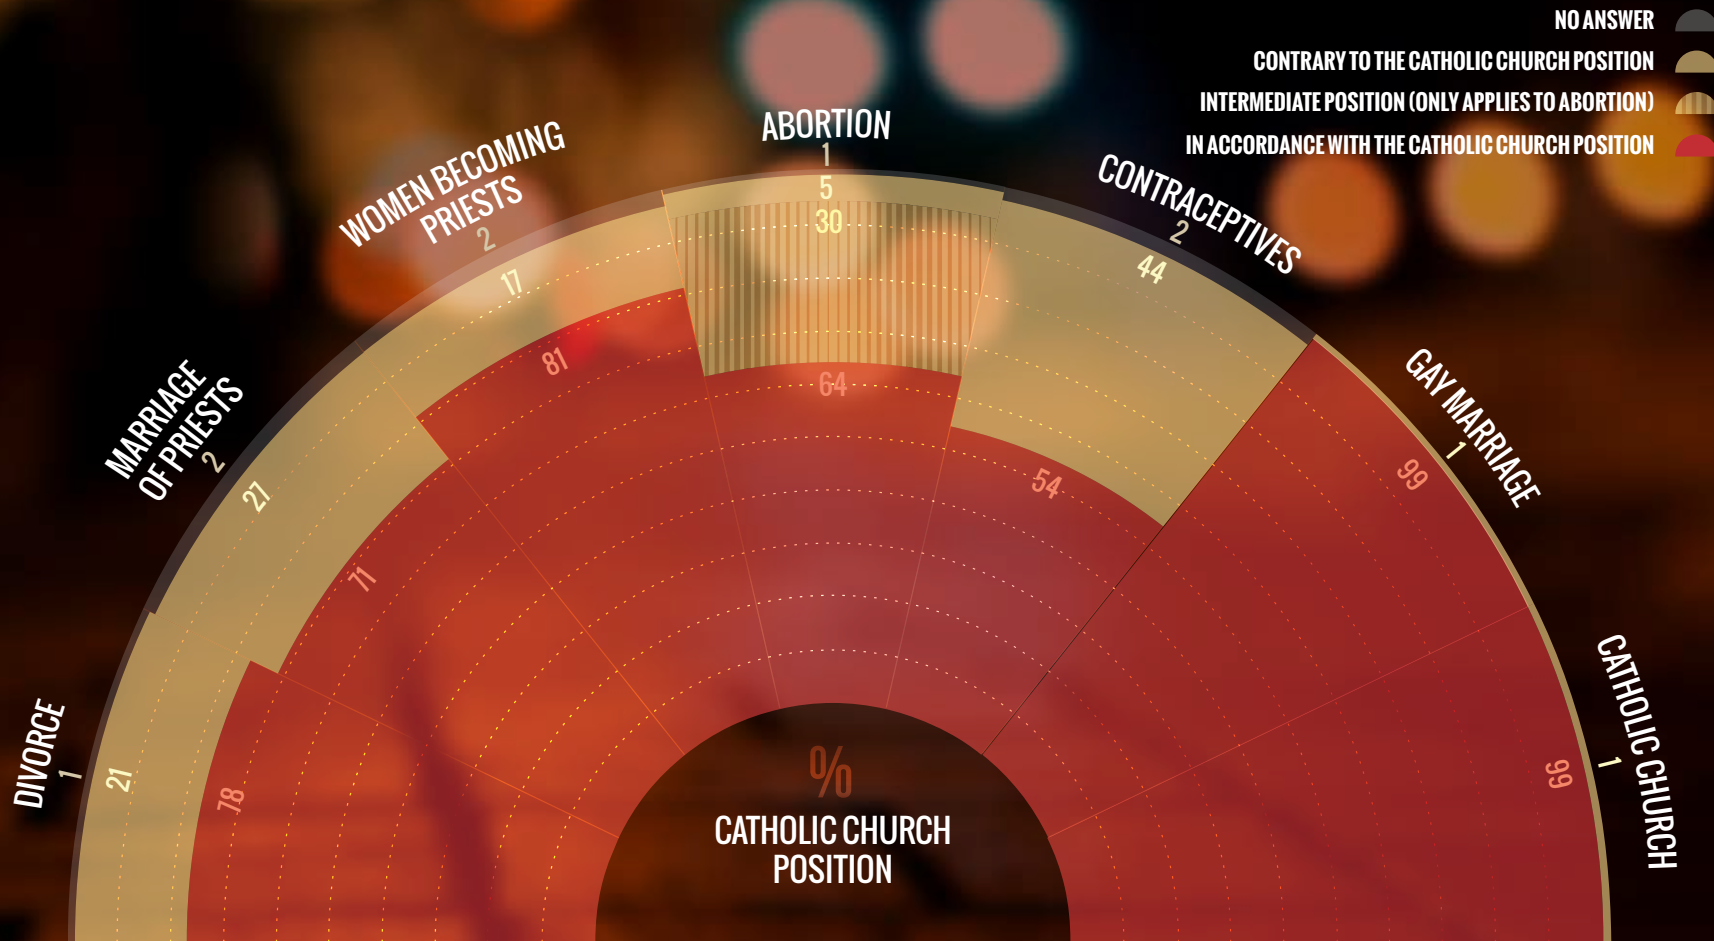 NO ANSWER
CONTRARY TO THE CATHOLIC CHURCH POSITION
INTERMEDIATE POSITION (ONLY APPLIES TO ABORTION)
IN ACCORDANCE WITH THE CATHOLIC CHURCH POSITION
DIVORCE
1
21
78
MARRIAGE
OF PRIESTS
2
27
71
WOMEN BECOMING
PRIESTS
2
17
81
ABORTION
1
5
30
64
CONTRACEPTIVES
2
44
54
GAY MARRIAGE
1
99
CATHOLIC CHURCH
1
99
%
CATHOLIC CHURCH
POSITION